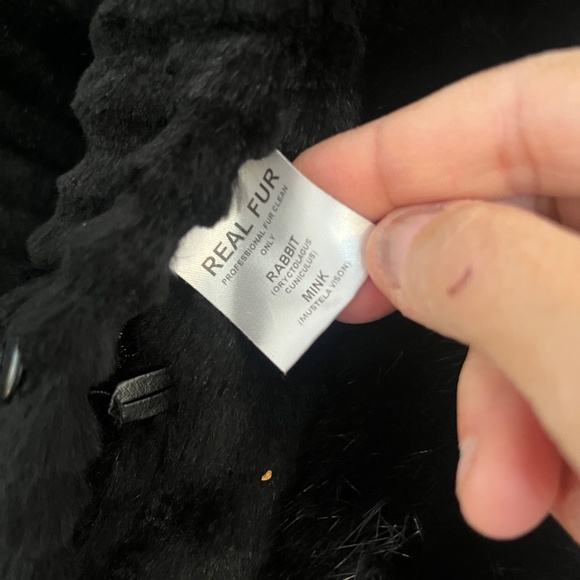 REAL FUR
PROFESSIONAL FUR CLEAN
ONLY
RABBIT
(ORYCTOLAGUS
CUNICULUS)
MINK
(MUSTELA VISON)